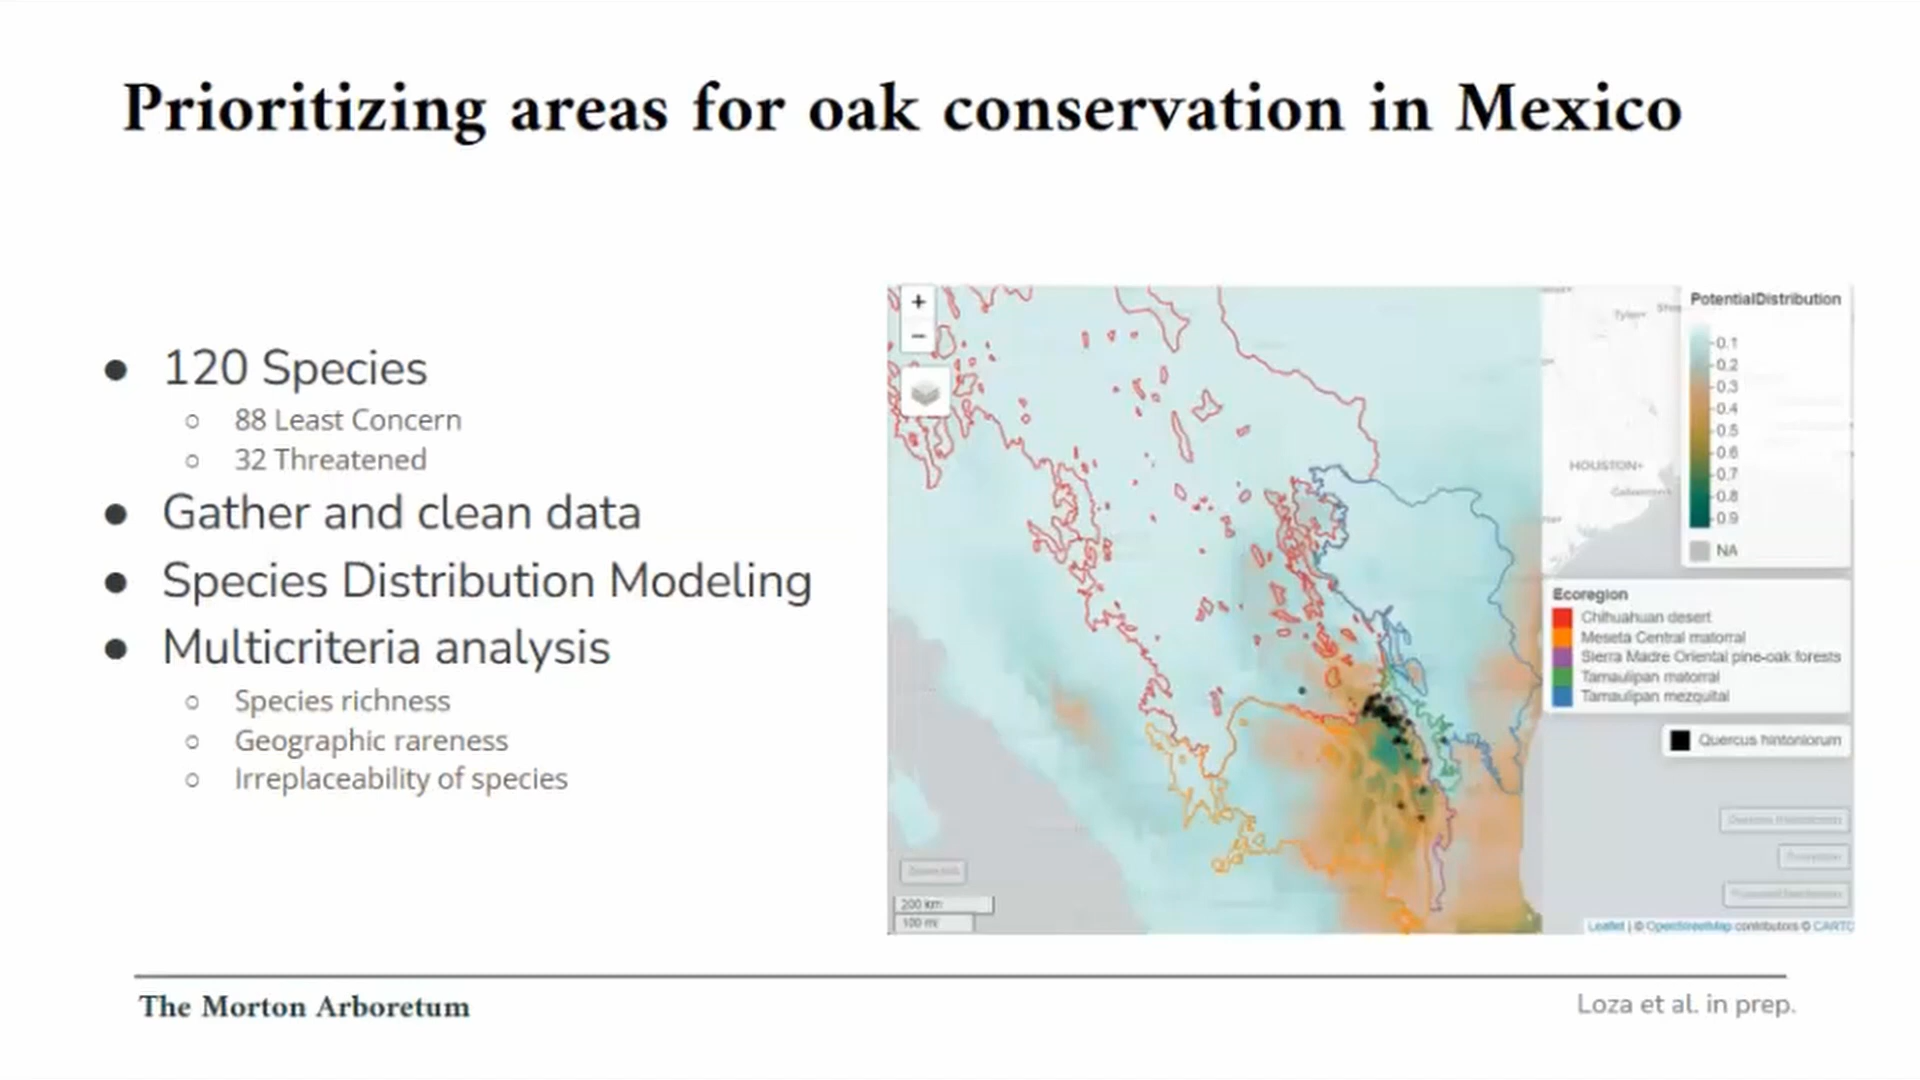 Prioritizing areas for oak conservation in Mexico
120 Species
88 Least Concern
32 Threatened
Gather and clean data
Species Distribution Modeling
Multicriteria analysis
Species richness
Geographic rareness
Irreplaceability of species
+
−
200 km
100 mi
Tyler
HOUSTON
Galveston
PotentialDistribution
0.1
0.2
0.3
0.4
0.5
0.6
0.7
0.8
0.9
NA
Ecoregion
Chihuahuan desert
Meseta Central matorral
Sierra Madre Oriental pine-oak forests
Tamaulipan matorral
Tamaulipan mezquital
Quercus hintoniorum
Leaflet | © OpenStreetMap contributors © CARTO
The Morton Arboretum
Loza et al. in prep.